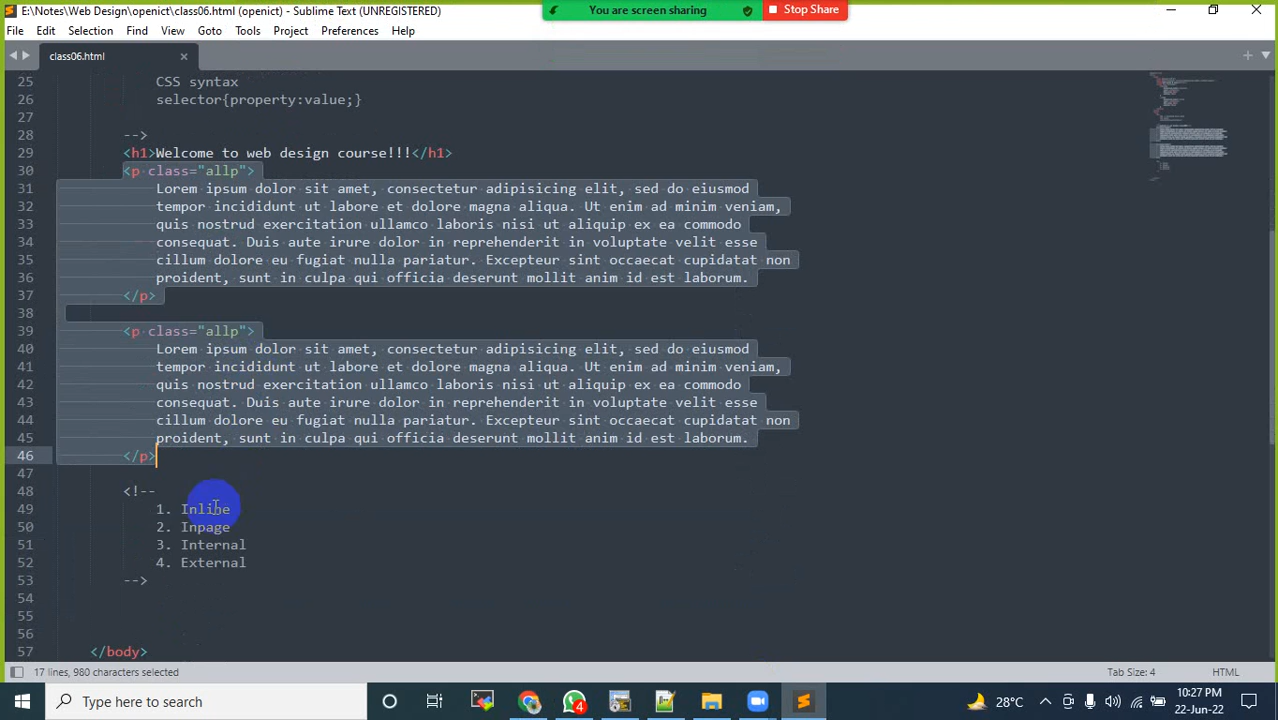 E:\Notes\Web Design\openict\class06.html (openict) - Sublime Text (UNREGISTERED)
You are screen sharing
Stop Share
File Edit Selection Find View Goto Tools Project Preferences Help
class06.html
25 CSS syntax
26 selector{property:value;}
27
28 -->
29 <h1>Welcome to web design course!!!</h1>
30 <p class="allp">
31 Lorem ipsum dolor sit amet, consectetur adipisicing elit, sed do eiusmod
32 tempor incididunt ut labore et dolore magna aliqua. Ut enim ad minim veniam,
33 quis nostrud exercitation ullamco laboris nisi ut aliquip ex ea commodo
34 consequat. Duis aute irure dolor in reprehenderit in voluptate velit esse
35 cillum dolore eu fugiat nulla pariatur. Excepteur sint occaecat cupidatat non
36 proident, sunt in culpa qui officia deserunt mollit anim id est laborum.
37 </p>
38
39 <p class="allp">
40 Lorem ipsum dolor sit amet, consectetur adipisicing elit, sed do eiusmod
41 tempor incididunt ut labore et dolore magna aliqua. Ut enim ad minim veniam,
42 quis nostrud exercitation ullamco laboris nisi ut aliquip ex ea commodo
43 consequat. Duis aute irure dolor in reprehenderit in voluptate velit esse
44 cillum dolore eu fugiat nulla pariatur. Excepteur sint occaecat cupidatat non
45 proident, sunt in culpa qui officia deserunt mollit anim id est laborum.
46 </p>
47
48 <!--
49 1. Inline
50 2. Inpage
51 3. Internal
52 4. External
53 -->
54
55
56
57 </body>
17 lines, 980 characters selected
Tab Size: 4
HTML
Type here to search
4
28°C
10:27 PM
22-Jun-22